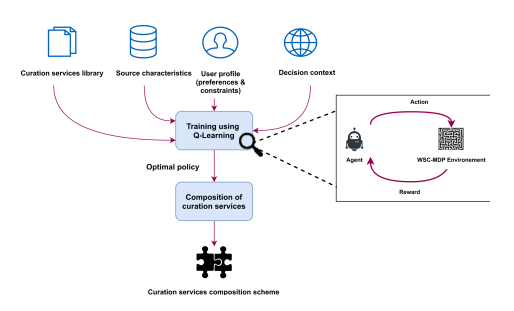 Curation services library
Source characteristics
User profile
(preferences &
constraints)
Decision context
Training using
Q-Learning
Optimal policy
Composition of
curation services
Curation services composition scheme
Action
Agent
WSC-MDP Environement
Reward